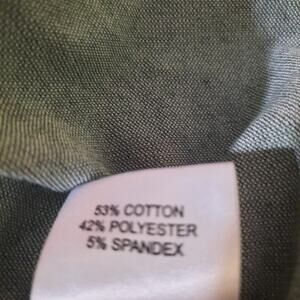 53% COTTON
42% POLYESTER
5% SPANDEX